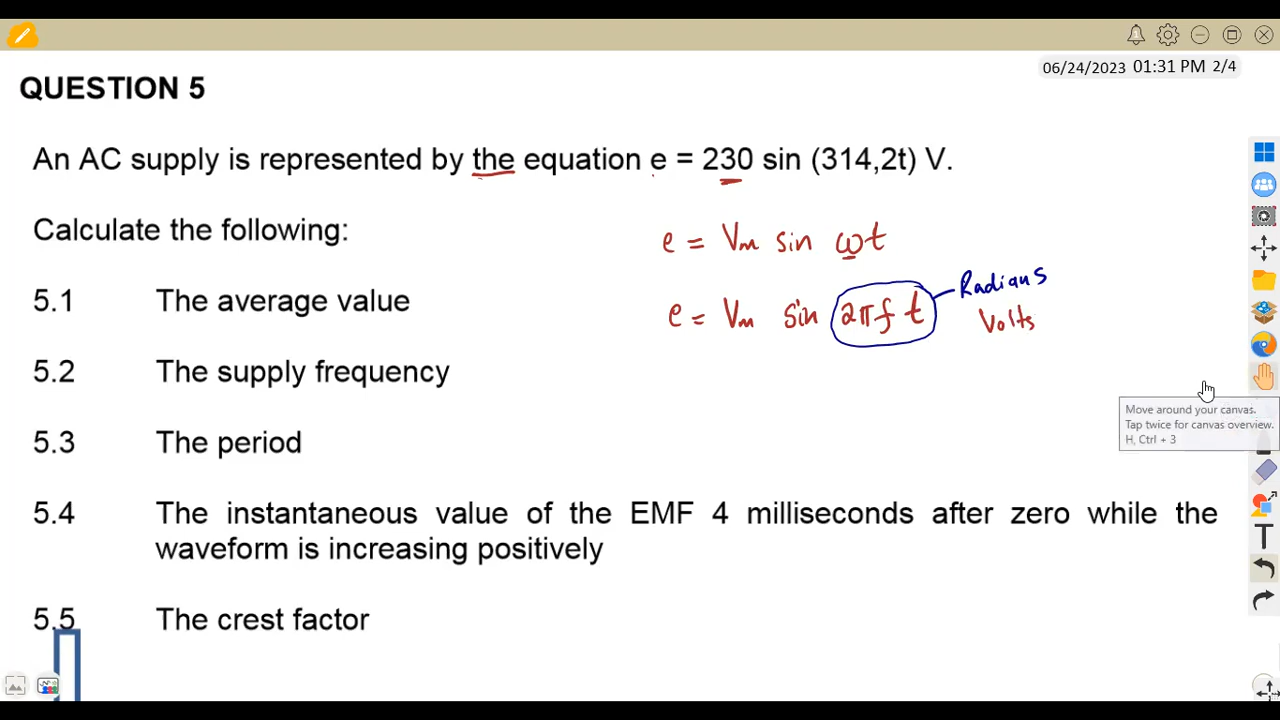 06/24/2023 01:31 PM 2/4
QUESTION 5
An AC supply is represented by the equation e = 230 sin (314,2t) V.
Calculate the following:
e = Vm sin ωt
5.1 The average value
e = Vm sin 2πf t
Radians
Volts
5.2 The supply frequency
Move around your canvas.
Tap twice for canvas overview.
H, Ctrl + 3
5.3 The period
5.4 The instantaneous value of the EMF 4 milliseconds after zero while the
waveform is increasing positively
5.5 The crest factor
T